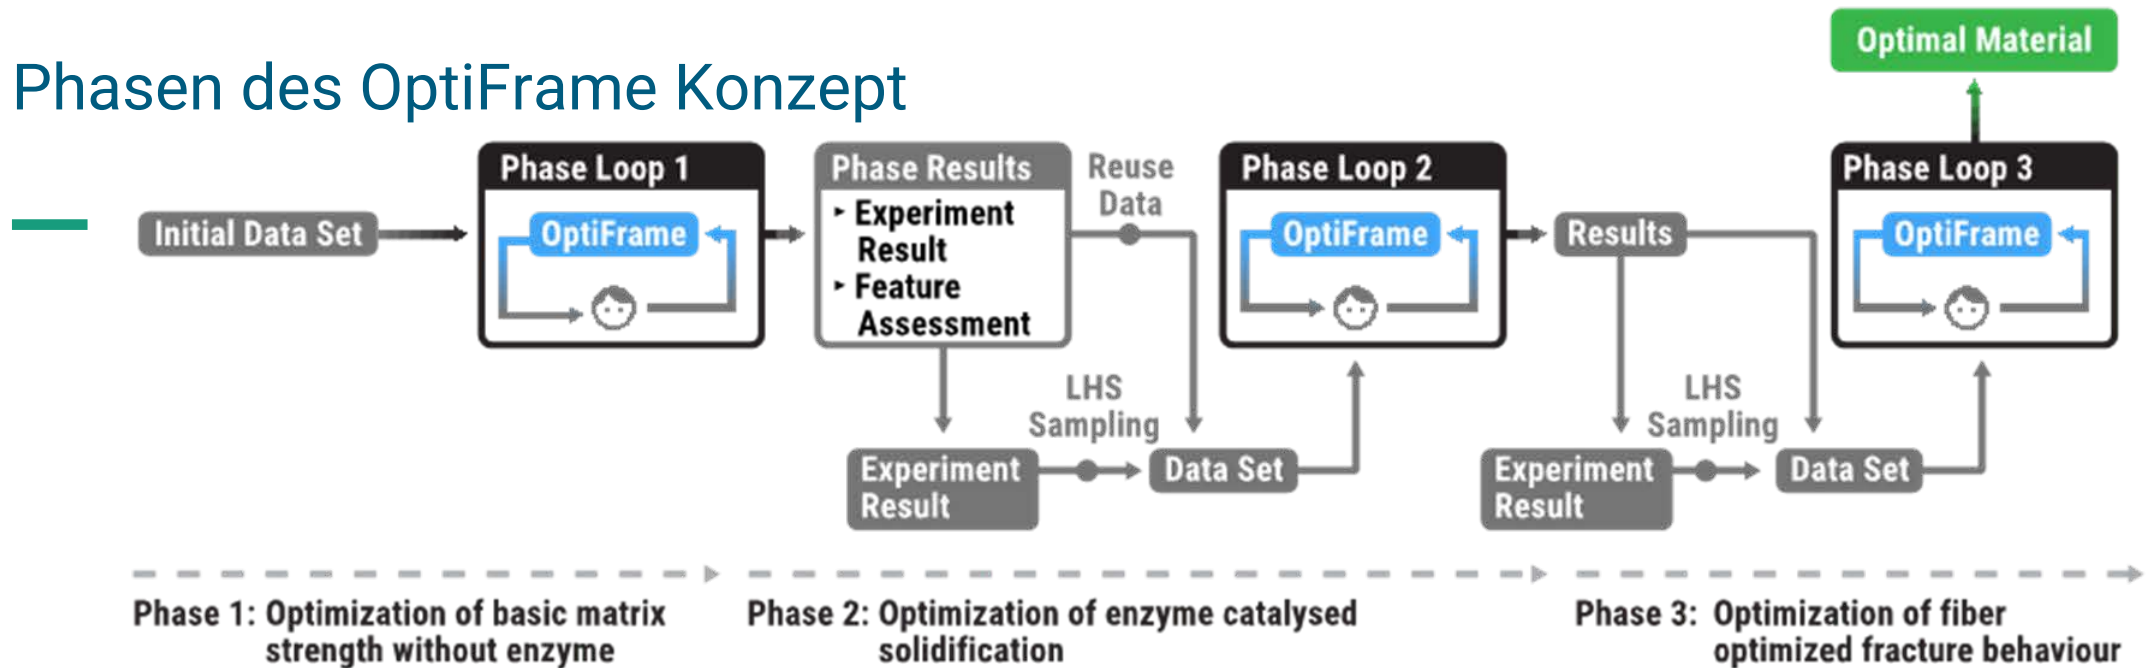 Phasen des OptiFrame Konzept
Optimal Material
Initial Data Set
Phase Loop 1
OptiFrame
Phase Results
‣ Experiment
Result
‣ Feature
Assessment
Reuse
Data
Phase Loop 2
OptiFrame
Results
Phase Loop 3
OptiFrame
Experiment
Result
LHS
Sampling
Data Set
Experiment
Result
LHS
Sampling
Data Set
Phase 1: Optimization of basic matrix
strength without enzyme
Phase 2: Optimization of enzyme catalysed
solidification
Phase 3: Optimization of fiber
optimized fracture behaviour